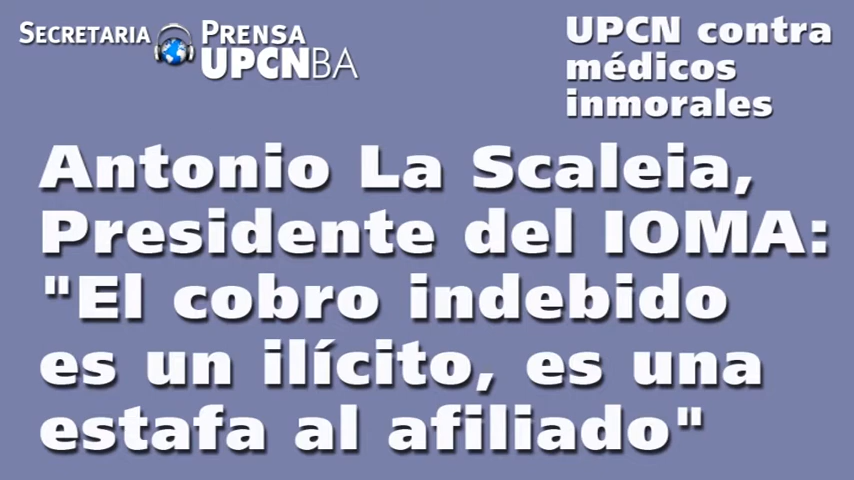 SECRETARIA PRENSA
UPCNBA
UPCN contra
médicos
inmorales
Antonio La Scaleia,
Presidente del IOMA:
"El cobro indebido
es un ilícito, es una
estafa al afiliado"